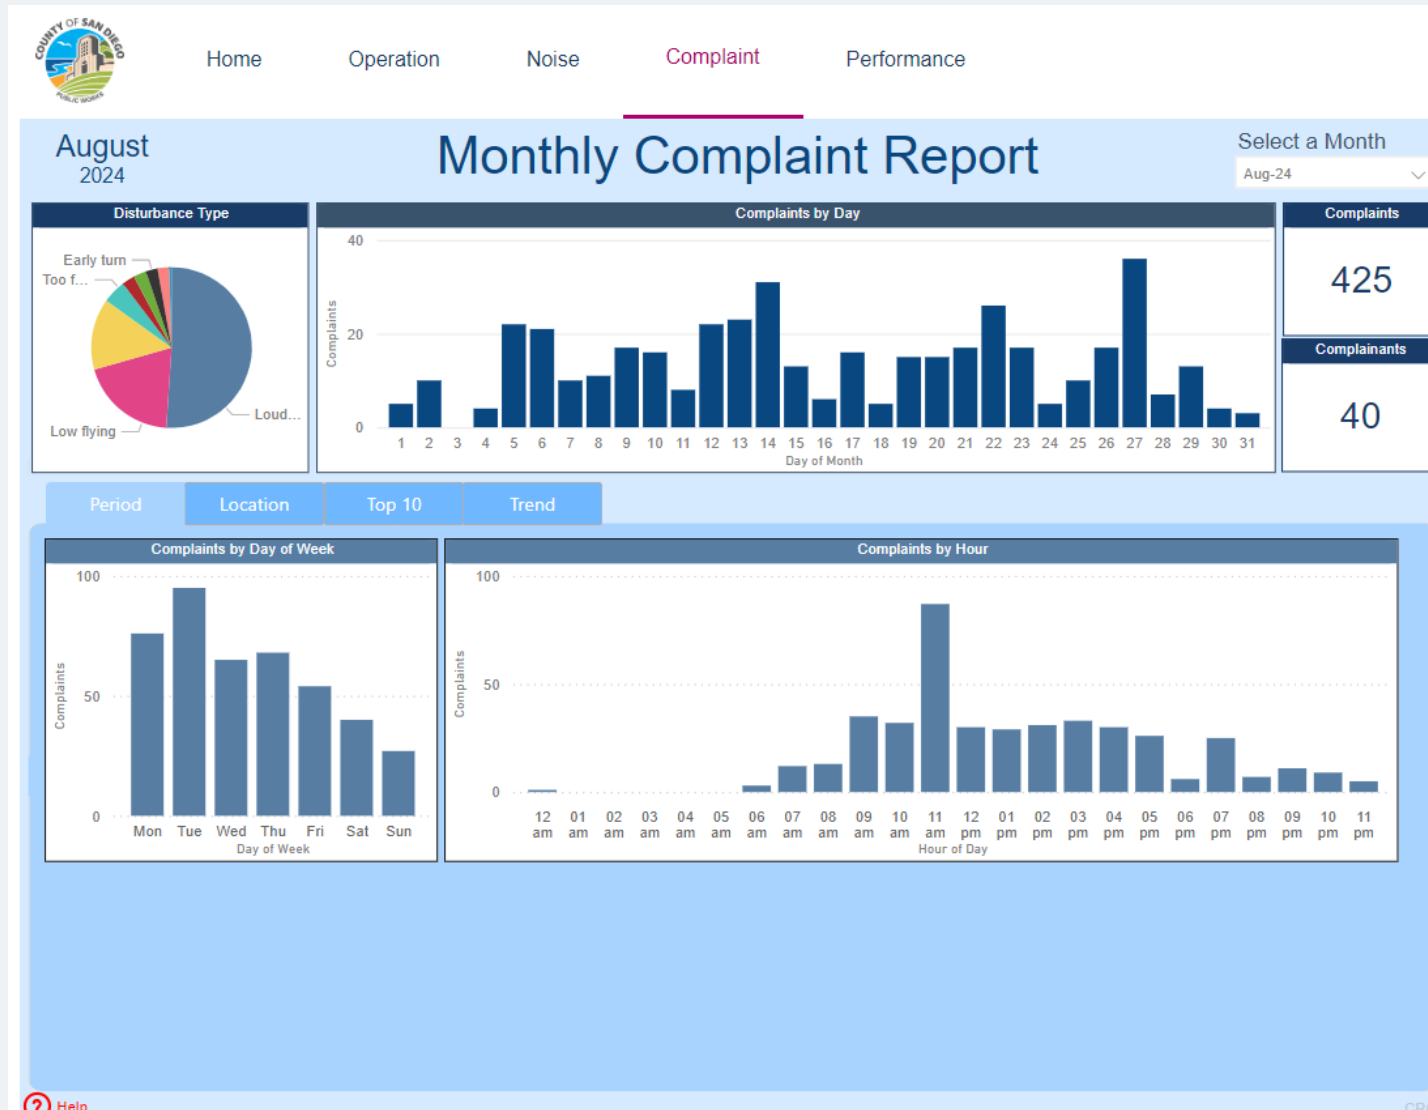 COUNTY OF SAN DIEGO
PUBLIC WORKS
Home
Operation
Noise
Complaint
Performance
August
2024
Monthly Complaint Report
Select a Month
Aug-24
Disturbance Type
Early turn
Too f...
Low flying
Loud...
Complaints by Day
Complaints
40
20
0
1 2 3 4 5 6 7 8 9 10 11 12 13 14 15 16 17 18 19 20 21 22 23 24 25 26 27 28 29 30 31
Day of Month
Complaints
425
Complainants
40
Period
Location
Top 10
Trend
Complaints by Day of Week
Complaints
100
50
0
Mon Tue Wed Thu Fri Sat Sun
Day of Week
Complaints by Hour
Complaints
100
50
0
12 01 02 03 04 05 06 07 08 09 10 11 12 01 02 03 04 05 06 07 08 09 10 11
am am am am am am am am am am am am pm pm pm pm pm pm pm pm pm pm pm pm
Hour of Day
? Help